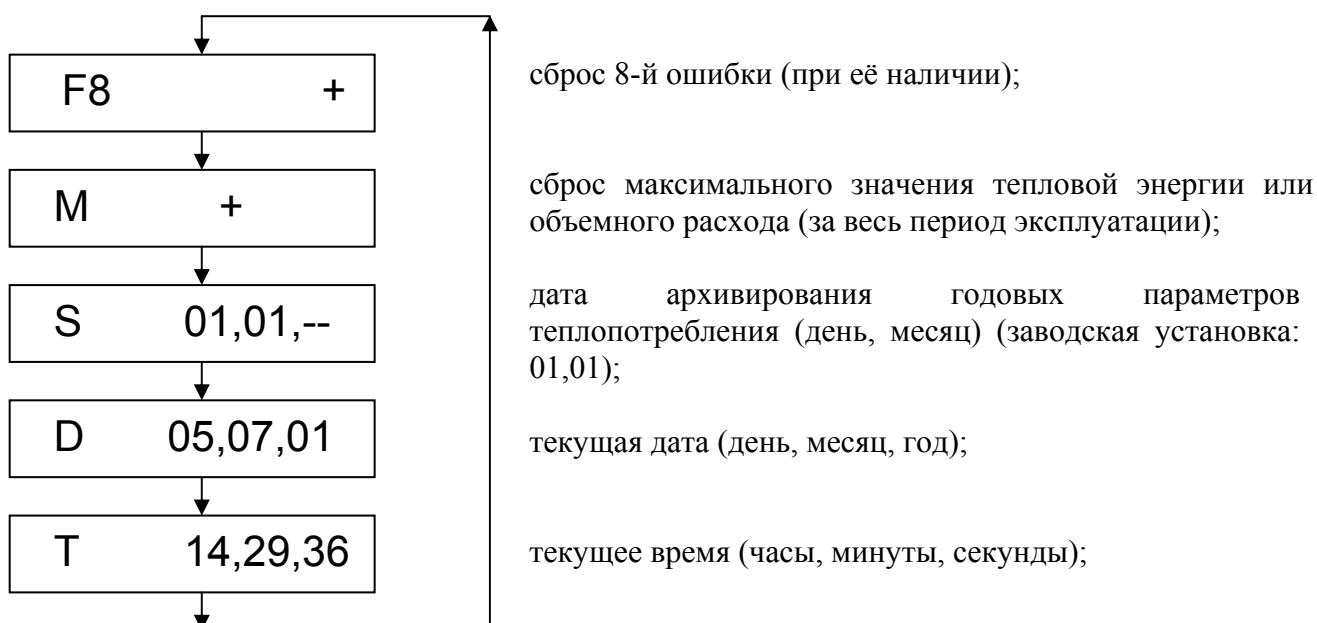 F8 +
сброс 8-й ошибки (при её наличии);
M +
сброс максимального значения тепловой энергии или
объемного расхода (за весь период эксплуатации);
S 01,01,--
дата архивирования годовых параметров
теплопотребления (день, месяц) (заводская установка:
01,01);
D 05,07,01
текущая дата (день, месяц, год);
T 14,29,36
текущее время (часы, минуты, секунды);